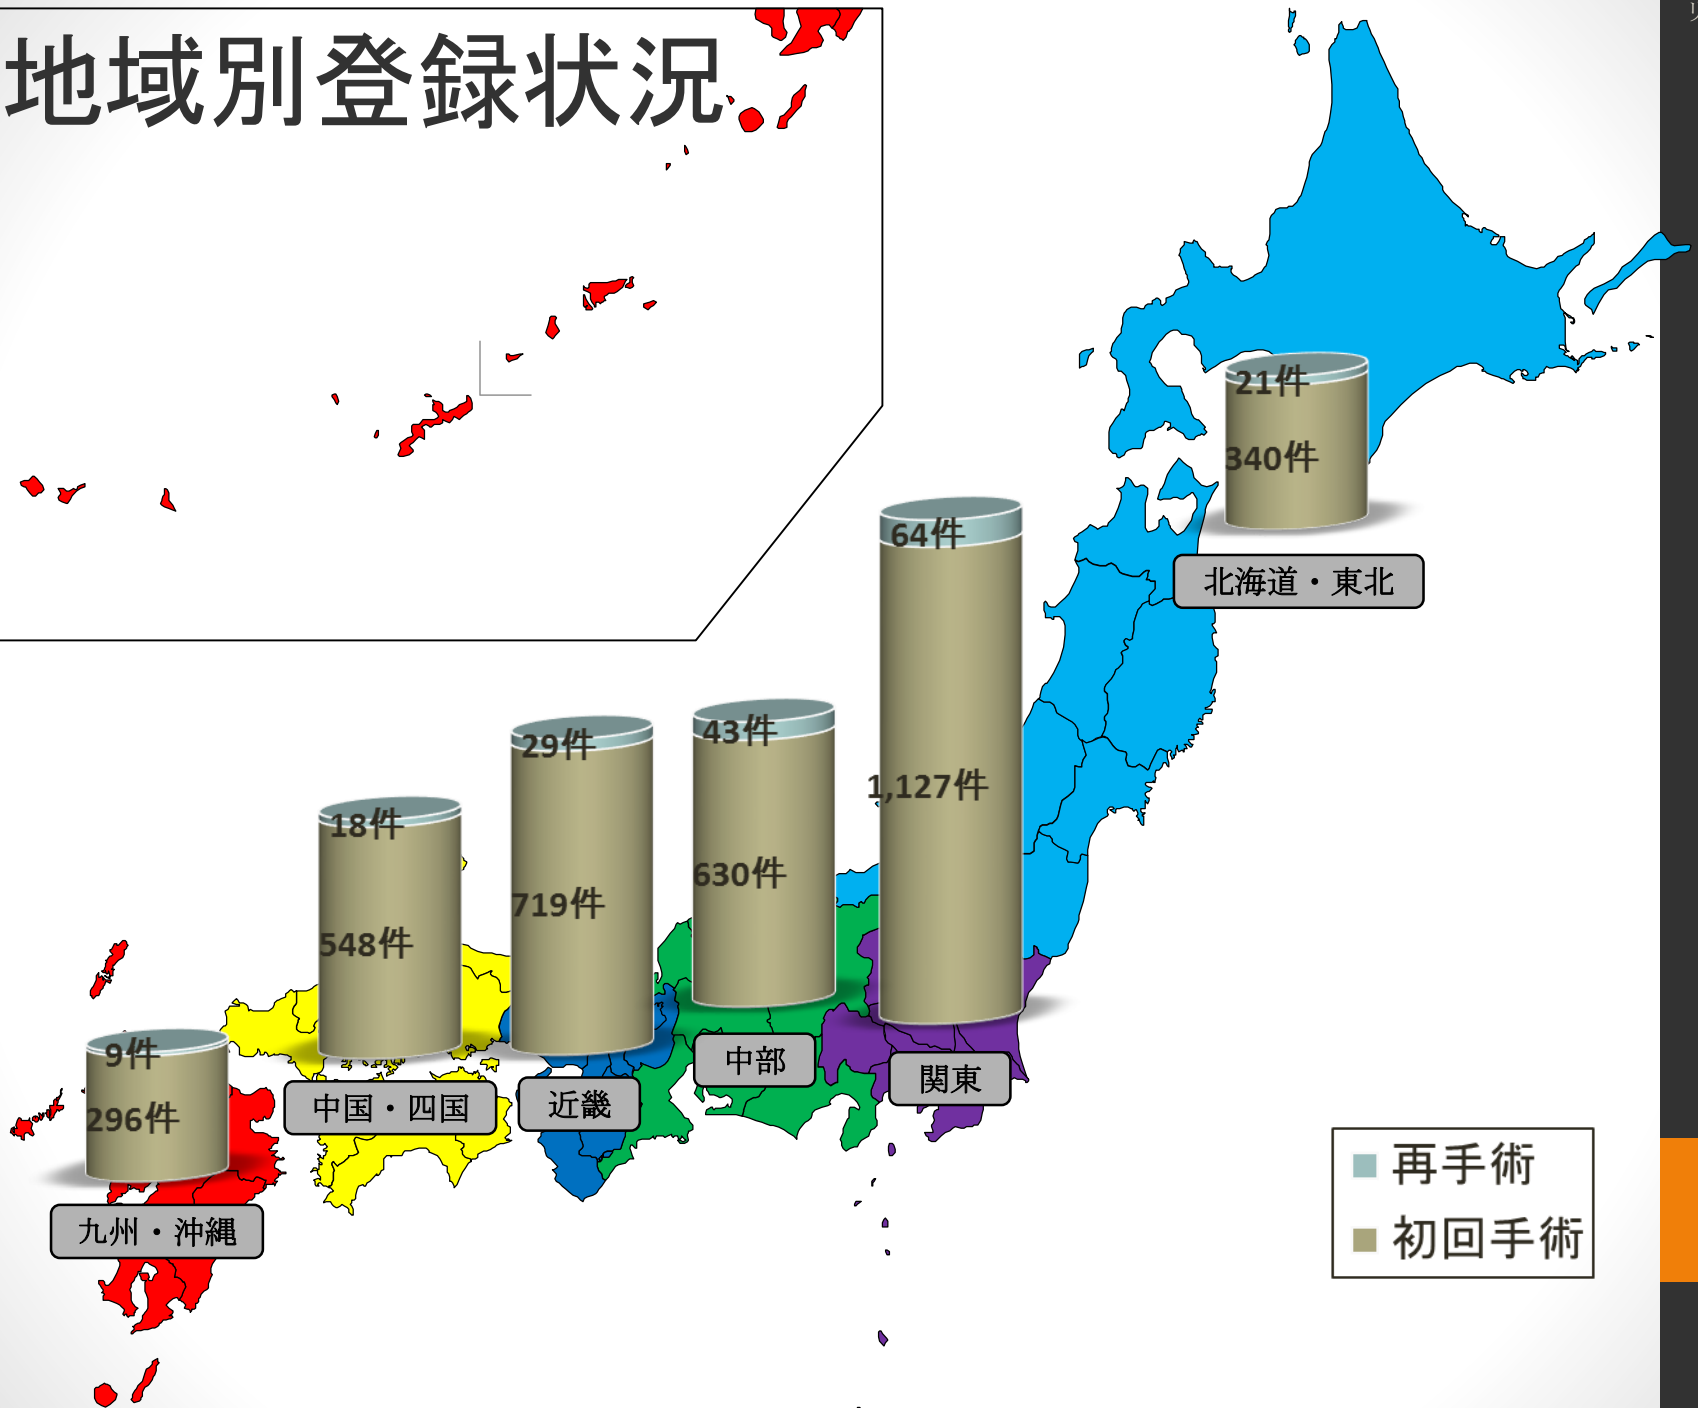 地域別登録状況
21件
340件
北海道・東北
64件
1,127件
関東
43件
630件
中部
29件
719件
近畿
18件
548件
中国・四国
9件
296件
九州・沖縄
再手術
初回手術